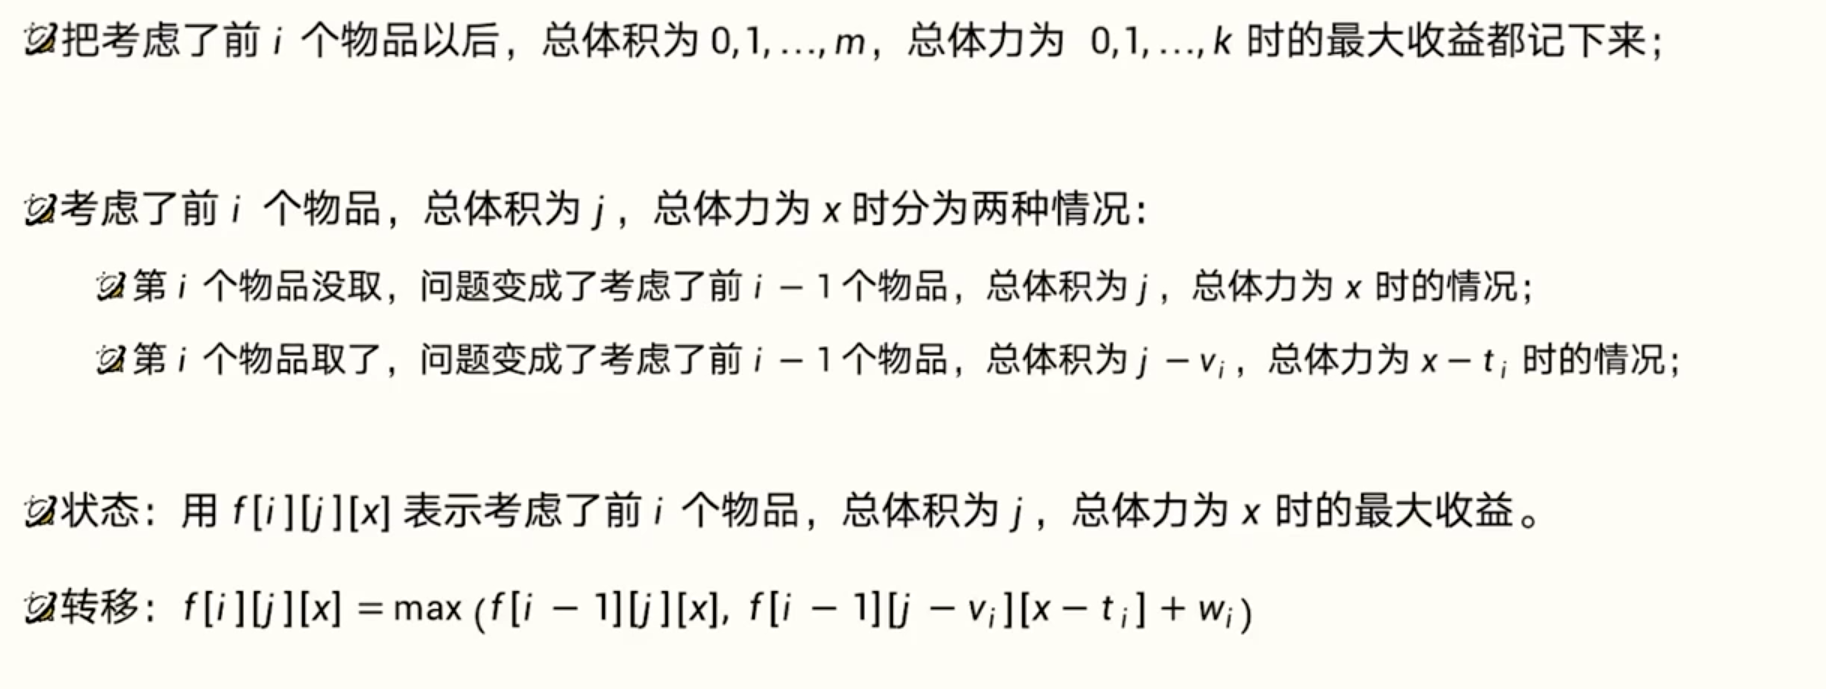 把考虑了前 i 个物品以后，总体积为 0,1, …, m，总体力为 0,1, …, k 时的最大收益都记下来；
考虑了前 i 个物品，总体积为 j，总体力为 x 时分为两种情况：
第 i 个物品没取，问题变成了考虑了前 i − 1 个物品，总体积为 j，总体力为 x 时的情况；
第 i 个物品取了，问题变成了考虑了前 i − 1 个物品，总体积为 j − vᵢ，总体力为 x − tᵢ 时的情况；
状态：用 f[i][j][x] 表示考虑了前 i 个物品，总体积为 j，总体力为 x 时的最大收益。
转移：f[i][j][x] = max (f[i − 1][j][x], f[i − 1][j − vᵢ][x − tᵢ] + wᵢ)